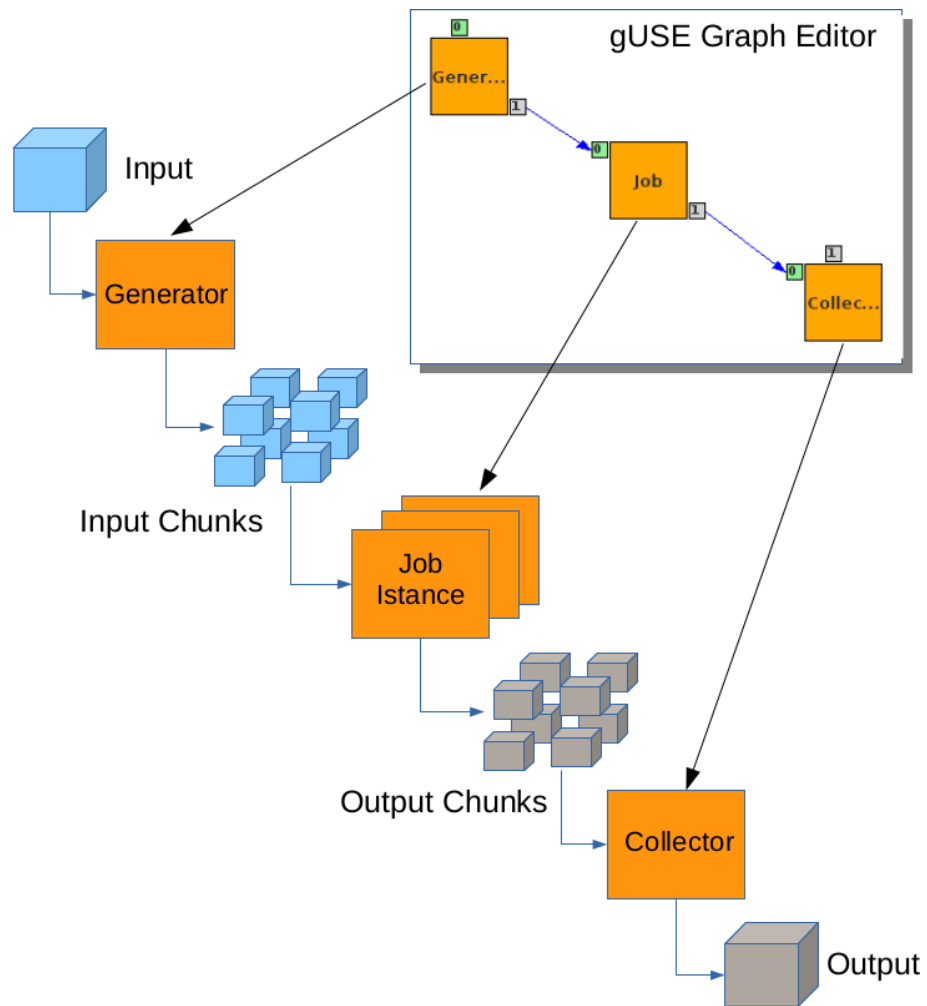 gUSE Graph Editor
0
Gener...
1
0
Job
1
1
0
Collec...
Input
Generator
Input Chunks
Job
Istance
Output Chunks
Collector
Output